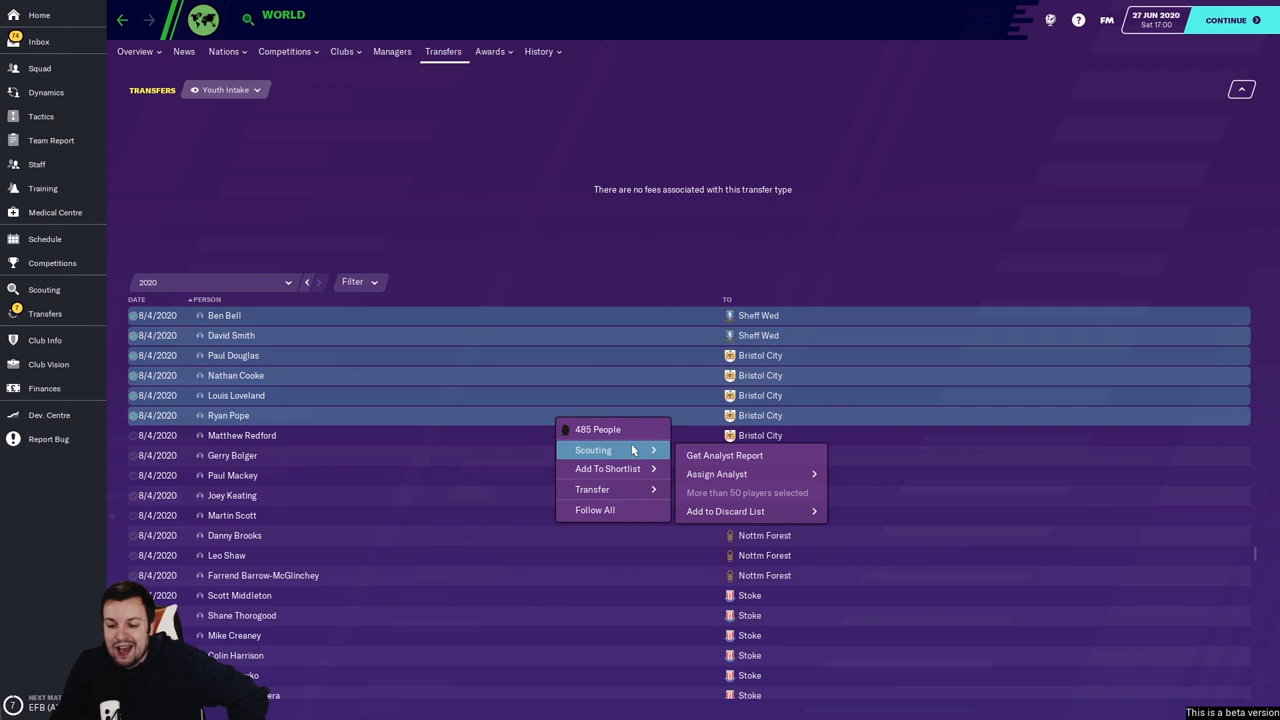 Home
WORLD
27 JUN 2020
Sat 17:00
FM
CONTINUE
74
Inbox
Overview
News
Nations
Competitions
Clubs
Managers
Transfers
Awards
History
Squad
Dynamics
Tactics
Team Report
Staff
Training
Medical Centre
Schedule
Competitions
Scouting
7
Transfers
Club Info
Club Vision
Finances
Dev. Centre
Report Bug
TRANSFERS
Youth Intake
There are no fees associated with this transfer type
2020
Filter
DATE PERSON TO
8/4/2020 Ben Bell Sheff Wed
8/4/2020 David Smith Sheff Wed
8/4/2020 Paul Douglas Bristol City
8/4/2020 Nathan Cooke Bristol City
8/4/2020 Louis Loveland Bristol City
8/4/2020 Ryan Pope Bristol City
8/4/2020 Matthew Redford Bristol City
8/4/2020 Gerry Bolger
8/4/2020 Paul Mackey
8/4/2020 Joey Keating
8/4/2020 Martin Scott
8/4/2020 Danny Brooks Nottm Forest
8/4/2020 Leo Shaw Nottm Forest
8/4/2020 Farrend Barrow-McGlinchey Nottm Forest
/4/2020 Scott Middleton Stoke
Shane Thorogood Stoke
Mike Creaney Stoke
Colin Harrison Stoke
Stoke
Stoke
485 People
Scouting
Add To Shortlist
Transfer
Follow All
Get Analyst Report
Assign Analyst
More than 50 players selected
Add to Discard List
7
NEXT MAT
EFB (A
This is a beta version